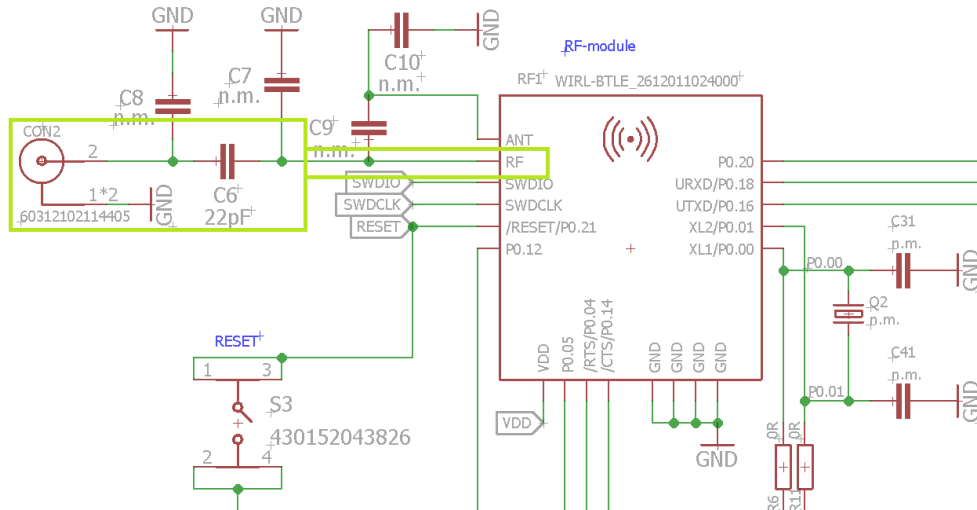 GND
GND
GND
RF-module
C10
n.m.
C7
n.m.
RF1
WIRL-BTLE_2612011024000
C8
n.m.
C9
n.m.
CON2
2
1*2
GND
60312102114405
C6
22pF
ANT
RF
SWDIO
SWDCLK
/RESET/P0.21
P0.12
SWDIO
SWDCLK
RESET
P0.20
URXD/P0.18
UTXD/P0.16
XL2/P0.01
XL1/P0.00
C31
n.m.
GND
P0.00
Q2
n.m.
C41
n.m.
GND
P0.01
VDD
P0.05
/RTS/P0.04
/CTS/P0.14
GND
GND
GND
GND
VDD
GND
RESET
1
3
S3
430152043826
2
4
0R
0R
R6
R11